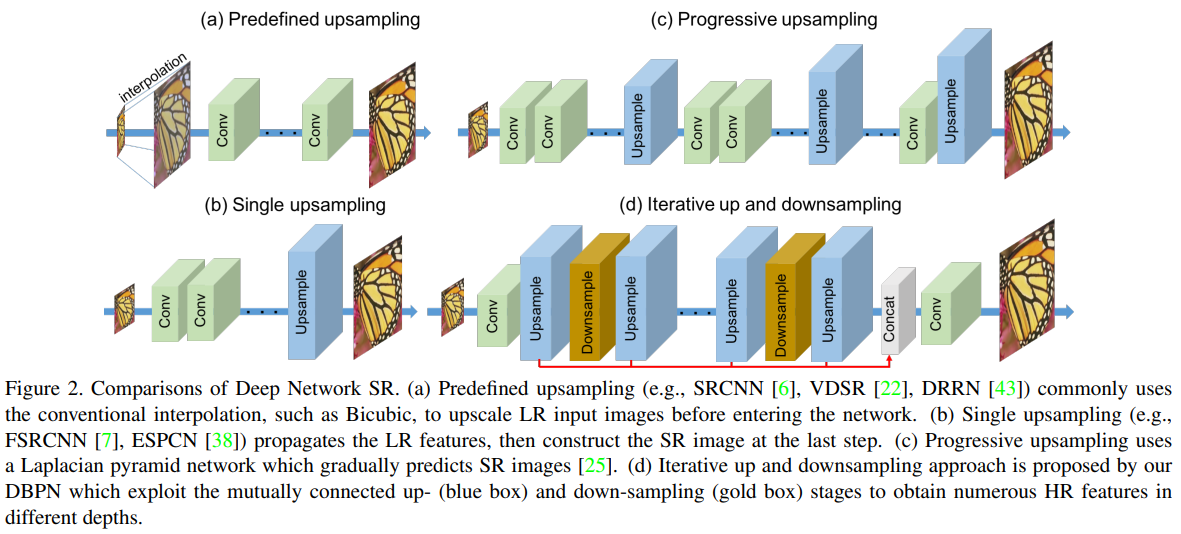 (a) Predefined upsampling
interpolation
Conv
Conv
(c) Progressive upsampling
Conv
Conv
Upsample
Conv
Conv
Upsample
Conv
Upsample
(b) Single upsampling
Conv
Conv
Upsample
(d) Iterative up and downsampling
Conv
Upsample
Downsample
Upsample
Upsample
Downsample
Upsample
Concat
Conv
Figure 2. Comparisons of Deep Network SR. (a) Predefined upsampling (e.g., SRCNN [6], VDSR [22], DRRN [43]) commonly uses
the conventional interpolation, such as Bicubic, to upscale LR input images before entering the network. (b) Single upsampling (e.g.,
FSRCNN [7], ESPCN [38]) propagates the LR features, then construct the SR image at the last step. (c) Progressive upsampling uses
a Laplacian pyramid network which gradually predicts SR images [25]. (d) Iterative up and downsampling approach is proposed by our
DBPN which exploit the mutually connected up- (blue box) and down-sampling (gold box) stages to obtain numerous HR features in
different depths.